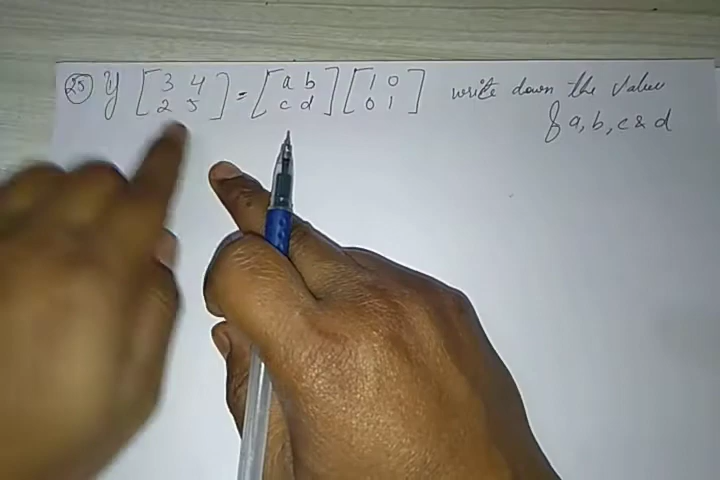 25 If [3 4 2 5] = [a b c d] [1 0 0 1] write down the value
of a, b, c & d